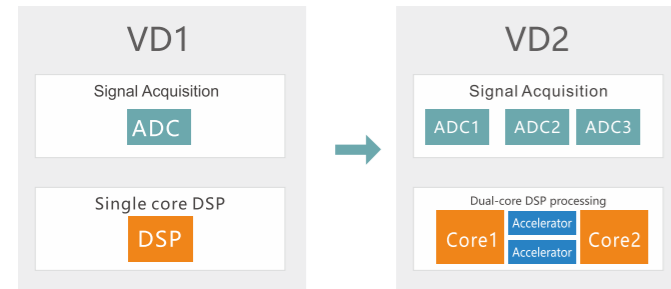 VD1
Signal Acquisition
ADC
Single core DSP
DSP
VD2
Signal Acquisition
ADC1 ADC2 ADC3
Dual-core DSP processing
Core1 Accelerator Core2
Accelerator